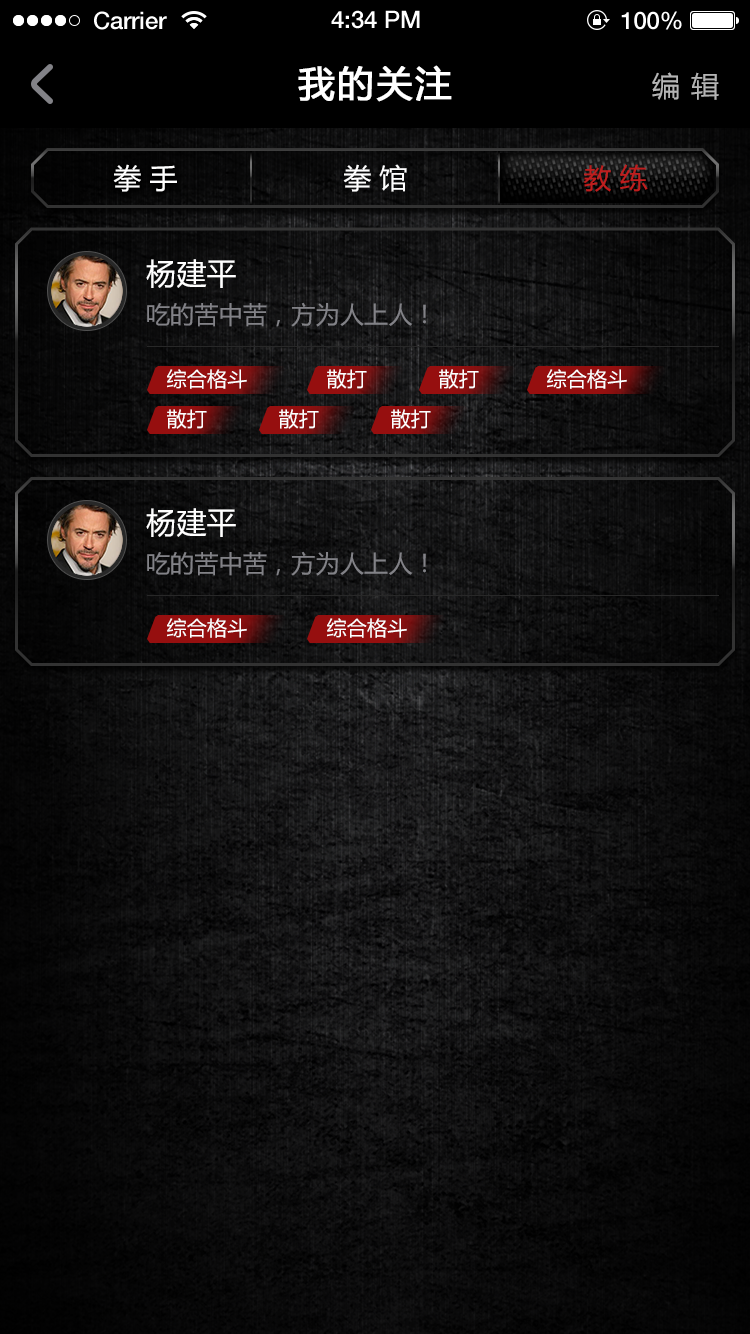 Carrier 4:34 PM 100%
我的关注 编辑
拳手 拳馆 教练
杨建平
吃的苦中苦，方为人上人！
综合格斗 散打 散打 综合格斗
散打 散打 散打
杨建平
吃的苦中苦，方为人上人！
综合格斗 综合格斗